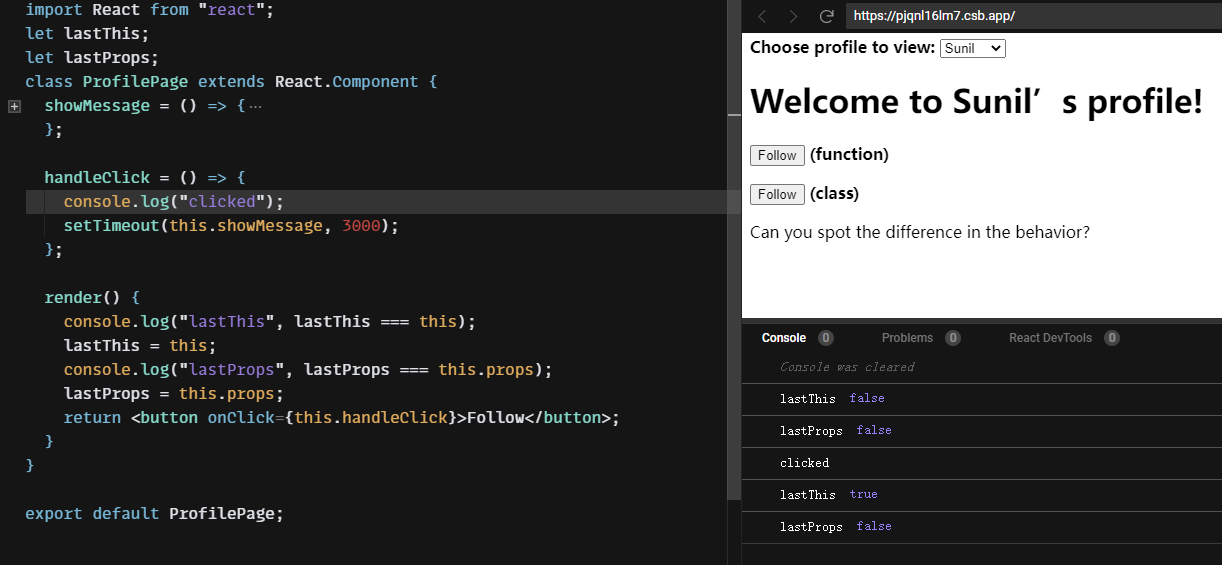 import React from "react";
let lastThis;
let lastProps;
class ProfilePage extends React.Component {
showMessage = () => {···
};
handleClick = () => {
console.log("clicked");
setTimeout(this.showMessage, 3000);
};
render() {
console.log("lastThis", lastThis === this);
lastThis = this;
console.log("lastProps", lastProps === this.props);
lastProps = this.props;
return <button onClick={this.handleClick}>Follow</button>;
}
}
export default ProfilePage;
https://pjqnl16lm7.csb.app/
Choose profile to view: Sunil
Welcome to Sunil’s profile!
Follow (function)
Follow (class)
Can you spot the difference in the behavior?
Console 0 Problems 0 React DevTools 0
Console was cleared
lastThis false
lastProps false
clicked
lastThis true
lastProps false